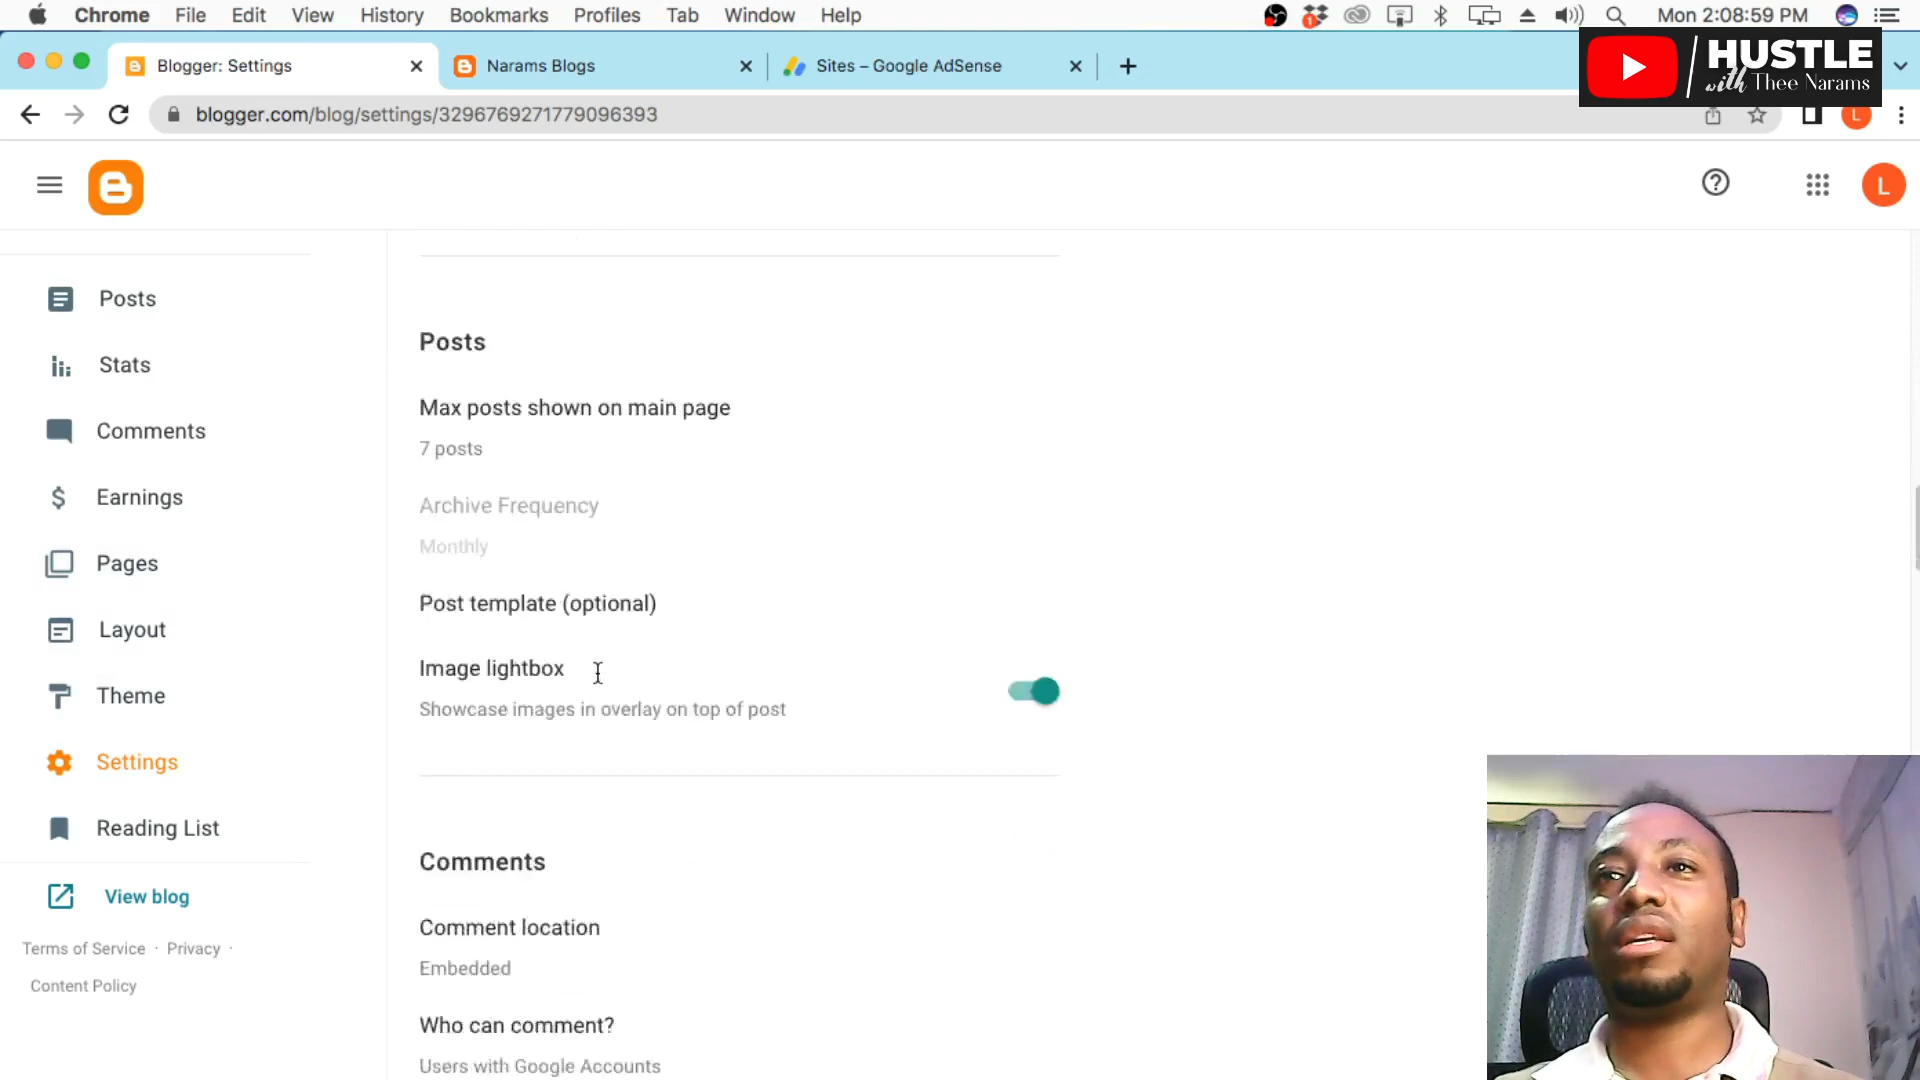 Chrome File Edit View History Bookmarks Profiles Tab Window Help
1 Mon 2:08:59 PM
Blogger: Settings Narams Blogs Sites – Google AdSense
HUSTLE
with Thee Narams
blogger.com/blog/settings/3296769271779096393
L
L
Posts
Stats
Comments
Earnings
Pages
Layout
Theme
Settings
Reading List
View blog
Terms of Service · Privacy ·
Content Policy
Posts
Max posts shown on main page
7 posts
Archive Frequency
Monthly
Post template (optional)
Image lightbox
Showcase images in overlay on top of post
Comments
Comment location
Embedded
Who can comment?
Users with Google Accounts